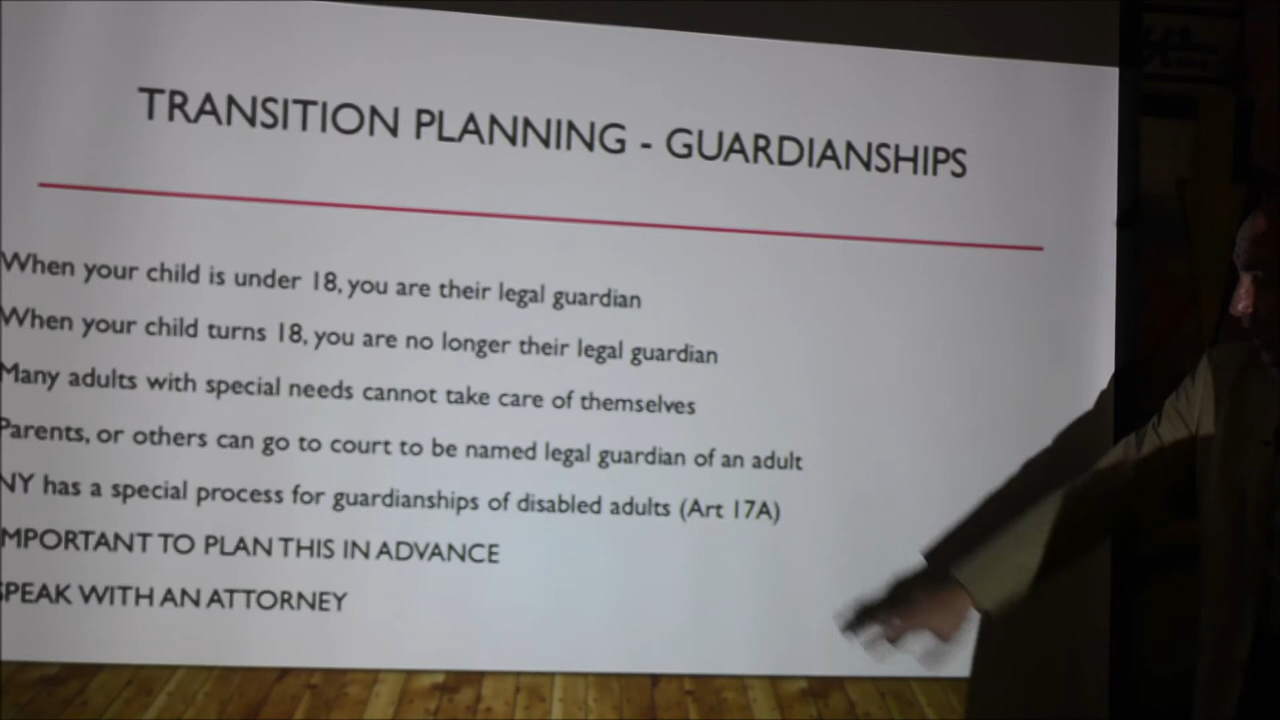 TRANSITION PLANNING - GUARDIANSHIPS
When your child is under 18, you are their legal guardian
When your child turns 18, you are no longer their legal guardian
Many adults with special needs cannot take care of themselves
Parents, or others can go to court to be named legal guardian of an adult
NY has a special process for guardianships of disabled adults (Art 17A)
MPORTANT TO PLAN THIS IN ADVANCE
SPEAK WITH AN ATTORNEY